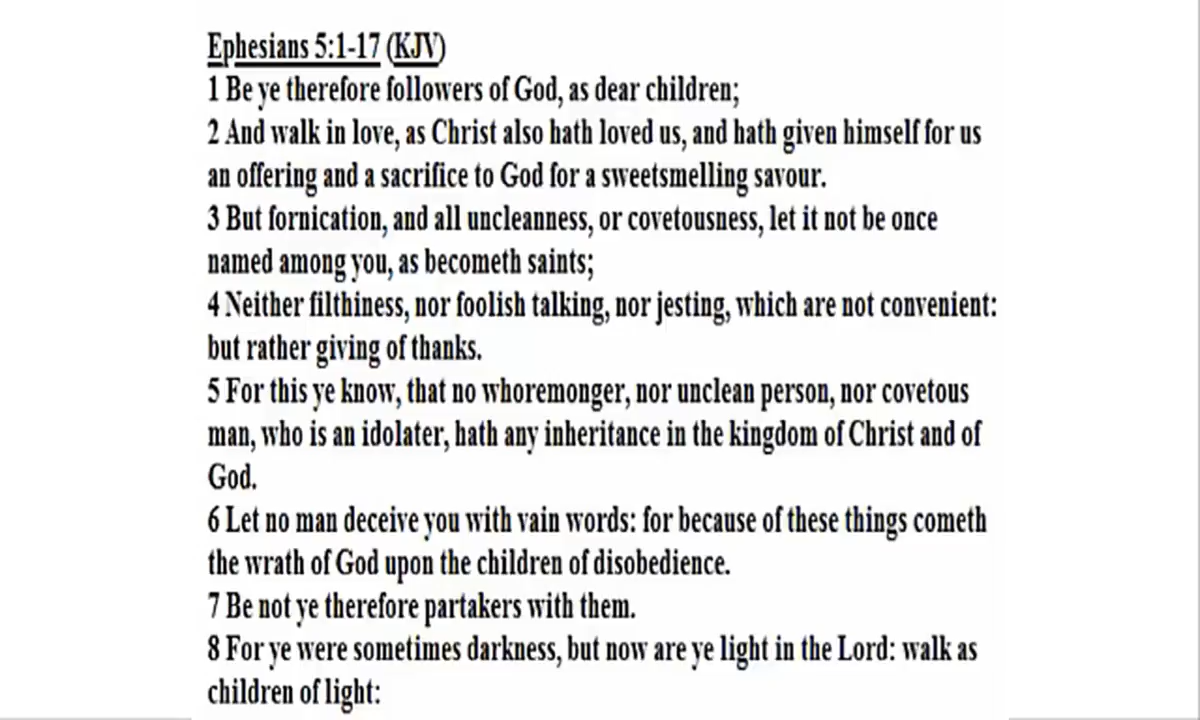 Ephesians 5:1-17 (KJV)
1 Be ye therefore followers of God, as dear children;
2 And walk in love, as Christ also hath loved us, and hath given himself for us
an offering and a sacrifice to God for a sweetsmelling savour.
3 But fornication, and all uncleanness, or covetousness, let it not be once
named among you, as becometh saints;
4 Neither filthiness, nor foolish talking, nor jesting, which are not convenient:
but rather giving of thanks.
5 For this ye know, that no whoremonger, nor unclean person, nor covetous
man, who is an idolater, hath any inheritance in the kingdom of Christ and of
God.
6 Let no man deceive you with vain words: for because of these things cometh
the wrath of God upon the children of disobedience.
7 Be not ye therefore partakers with them.
8 For ye were sometimes darkness, but now are ye light in the Lord: walk as
children of light: